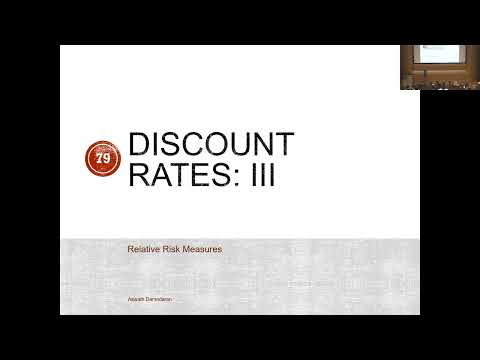 79
DISCOUNT
RATES: III
Relative Risk Measures
Aswath Damodaran